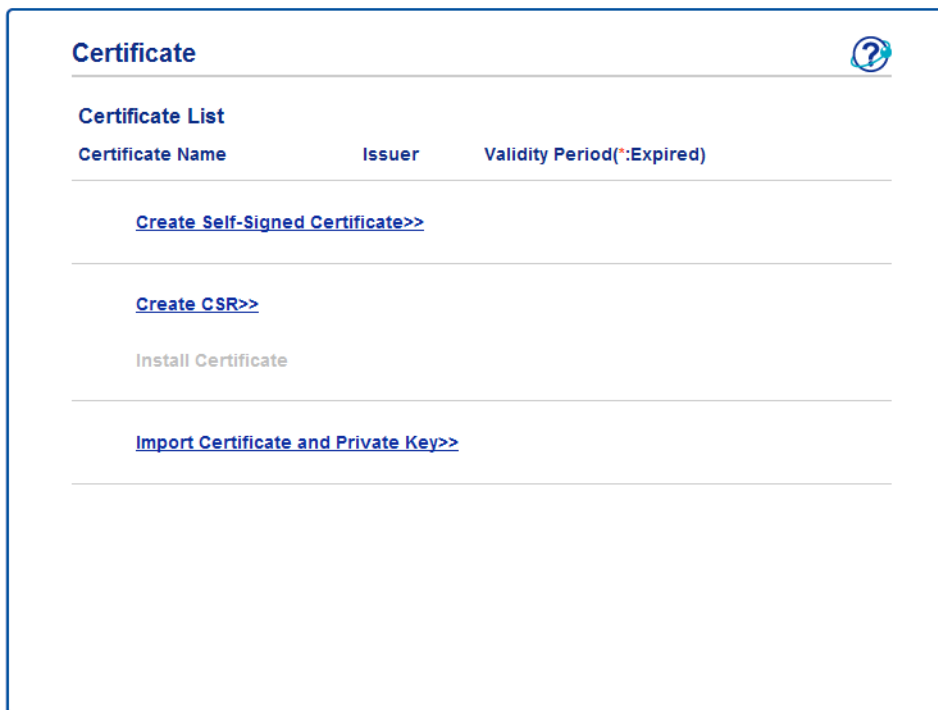 Certificate
?
Certificate List
Certificate Name Issuer Validity Period(*:Expired)
Create Self-Signed Certificate>>
Create CSR>>
Install Certificate
Import Certificate and Private Key>>